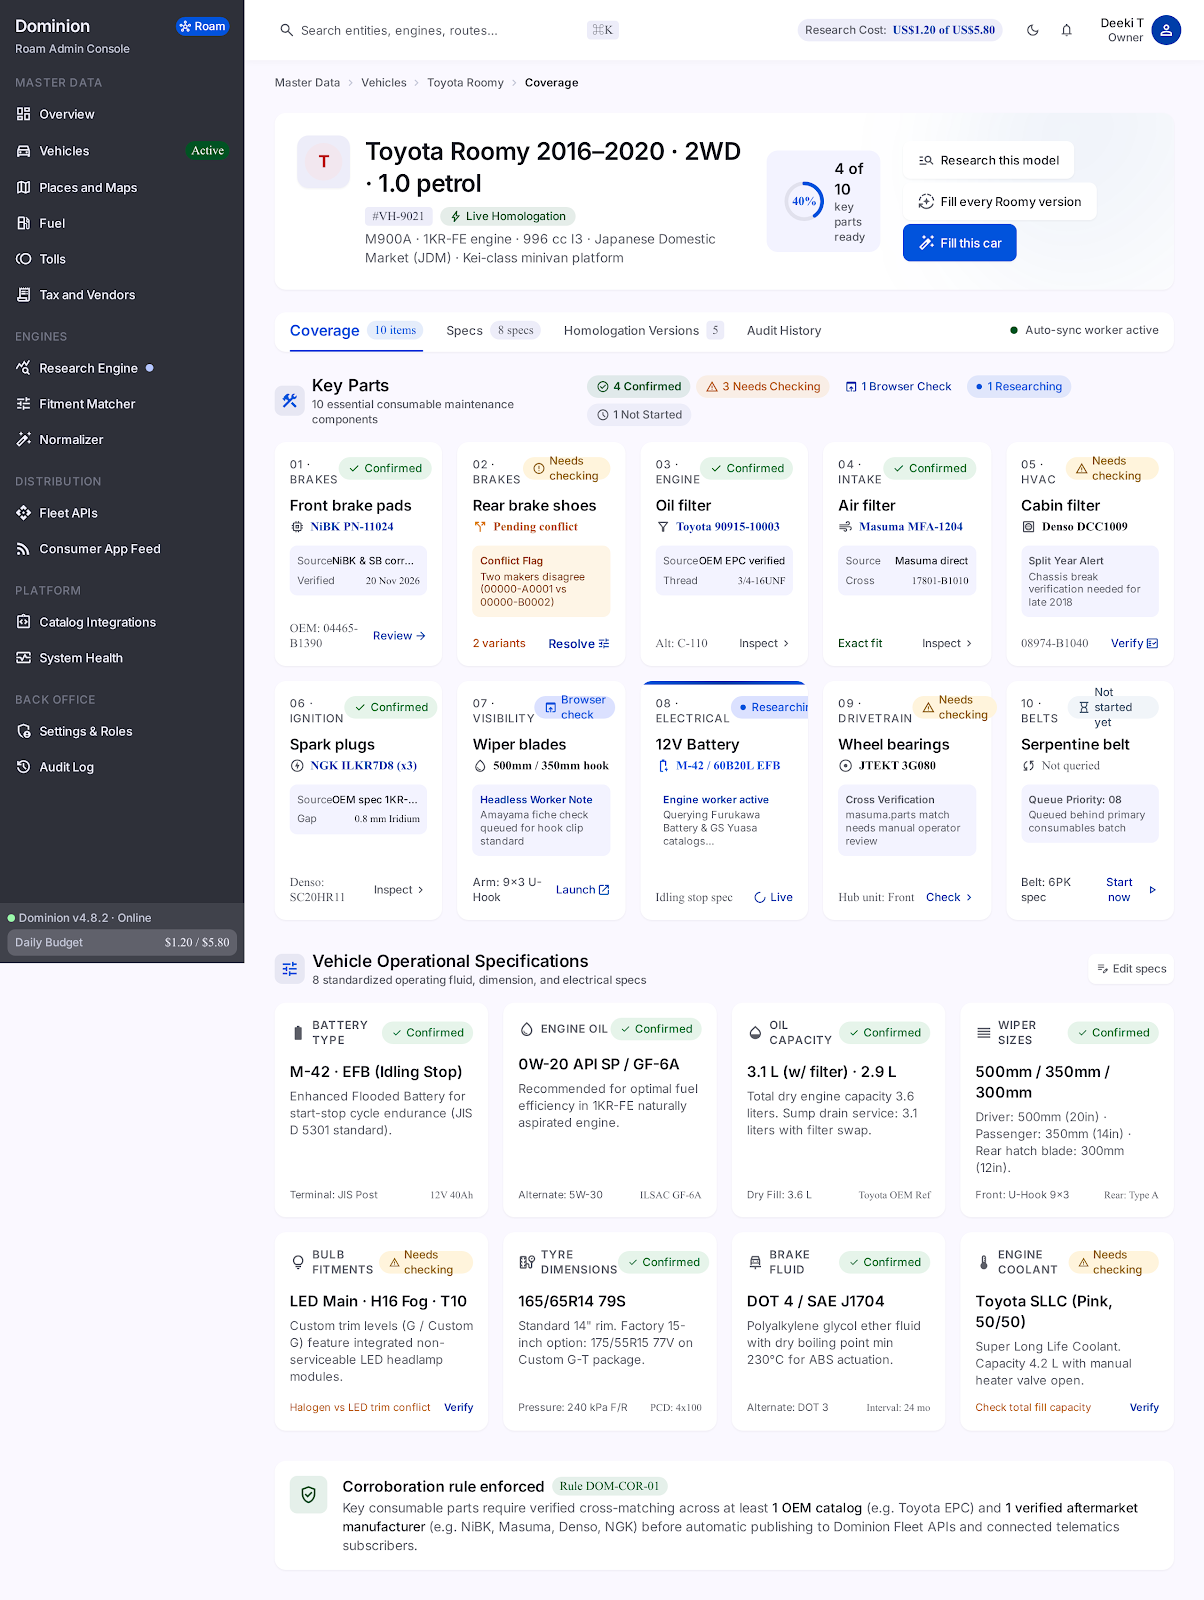 Dominion
Roam
Roam Admin Console
MASTER DATA
Overview
Vehicles
Active
Places and Maps
Fuel
Tolls
Tax and Vendors
ENGINES
Research Engine
Fitment Matcher
Normalizer
DISTRIBUTION
Fleet APIs
Consumer App Feed
PLATFORM
Catalog Integrations
System Health
BACK OFFICE
Settings & Roles
Audit Log
Dominion v4.8.2 · Online
Daily Budget $1.20 / $5.80
Search entities, engines, routes...
⌘K
Research Cost: US$1.20 of US$5.80
Deeki T
Owner
Master Data › Vehicles › Toyota Roomy › Coverage
T
Toyota Roomy 2016–2020 · 2WD
· 1.0 petrol
#VH-9021
Live Homologation
M900A · 1KR-FE engine · 996 cc I3 · Japanese Domestic
Market (JDM) · Kei-class minivan platform
40%
4 of
10
key
parts
ready
Research this model
Fill every Roomy version
Fill this car
Coverage 10 items
Specs 8 specs
Homologation Versions 5
Audit History
Auto-sync worker active
Key Parts
10 essential consumable maintenance
components
4 Confirmed
3 Needs Checking
1 Browser Check
1 Researching
1 Not Started
01 ·
BRAKES
Confirmed
Front brake pads
NiBK PN-11024
Source NiBK & SB corr...
Verified 20 Nov 2026
OEM: 04465-
B1390
Review →
02 ·
BRAKES
Needs
checking
Rear brake shoes
Pending conflict
Conflict Flag
Two makers disagree
(00000-A0001 vs
00000-B0002)
2 variants
Resolve
03 ·
ENGINE
Confirmed
Oil filter
Toyota 90915-10003
Source OEM EPC verified
Thread 3/4-16UNF
Alt: C-110
Inspect ›
04 ·
INTAKE
Confirmed
Air filter
Masuma MFA-1204
Source Masuma direct
Cross 17801-B1010
Exact fit
Inspect ›
05 ·
HVAC
Needs
checking
Cabin filter
Denso DCC1009
Split Year Alert
Chassis break
verification needed for
late 2018
08974-B1040
Verify
06 ·
IGNITION
Confirmed
Spark plugs
NGK ILKR7D8 (x3)
Source OEM spec 1KR-...
Gap 0.8 mm Iridium
Denso:
SC20HR11
Inspect ›
07 ·
VISIBILITY
Browser
check
Wiper blades
500mm / 350mm hook
Headless Worker Note
Amayama fiche check
queued for hook clip
standard
Arm: 9×3 U-
Hook
Launch
08 ·
ELECTRICAL
Researchin
12V Battery
M-42 / 60B20L EFB
Engine worker active
Querying Furukawa
Battery & GS Yuasa
catalogs...
Idling stop spec
Live
09 ·
DRIVETRAIN
Needs
checking
Wheel bearings
JTEKT 3G080
Cross Verification
masuma.parts match
needs manual operator
review
Hub unit: Front
Check ›
10 ·
BELTS
Not
started
yet
Serpentine belt
Not queried
Queue Priority: 08
Queued behind primary
consumables batch
Belt: 6PK
spec
Start
now
Vehicle Operational Specifications
8 standardized operating fluid, dimension, and electrical specs
Edit specs
BATTERY
TYPE
Confirmed
M-42 · EFB (Idling Stop)
Enhanced Flooded Battery for
start-stop cycle endurance (JIS
D 5301 standard).
Terminal: JIS Post
12V 40Ah
ENGINE OIL
Confirmed
0W-20 API SP / GF-6A
Recommended for optimal fuel
efficiency in 1KR-FE naturally
aspirated engine.
Alternate: 5W-30
ILSAC GF-6A
OIL
CAPACITY
Confirmed
3.1 L (w/ filter) · 2.9 L
Total dry engine capacity 3.6
liters. Sump drain service: 3.1
liters with filter swap.
Dry Fill: 3.6 L
Toyota OEM Ref
WIPER
SIZES
Confirmed
500mm / 350mm /
300mm
Driver: 500mm (20in) ·
Passenger: 350mm (14in) ·
Rear hatch blade: 300mm
(12in).
Front: U-Hook 9×3
Rear: Type A
BULB
FITMENTS
Needs
checking
LED Main · H16 Fog · T10
Custom trim levels (G / Custom
G) feature integrated non-
serviceable LED headlamp
modules.
Halogen vs LED trim conflict
Verify
TYRE
DIMENSIONS
Confirmed
165/65R14 79S
Standard 14" rim. Factory 15-
inch option: 175/55R15 77V on
Custom G-T package.
Pressure: 240 kPa F/R
PCD: 4x100
BRAKE
FLUID
Confirmed
DOT 4 / SAE J1704
Polyalkylene glycol ether fluid
with dry boiling point min
230°C for ABS actuation.
Alternate: DOT 3
Interval: 24 mo
ENGINE
COOLANT
Needs
checking
Toyota SLLC (Pink,
50/50)
Super Long Life Coolant.
Capacity 4.2 L with manual
heater valve open.
Check total fill capacity
Verify
Corroboration rule enforced
Rule DOM-COR-01
Key consumable parts require verified cross-matching across at least 1 OEM catalog (e.g. Toyota EPC) and 1 verified aftermarket
manufacturer (e.g. NiBK, Masuma, Denso, NGK) before automatic publishing to Dominion Fleet APIs and connected telematics
subscribers.